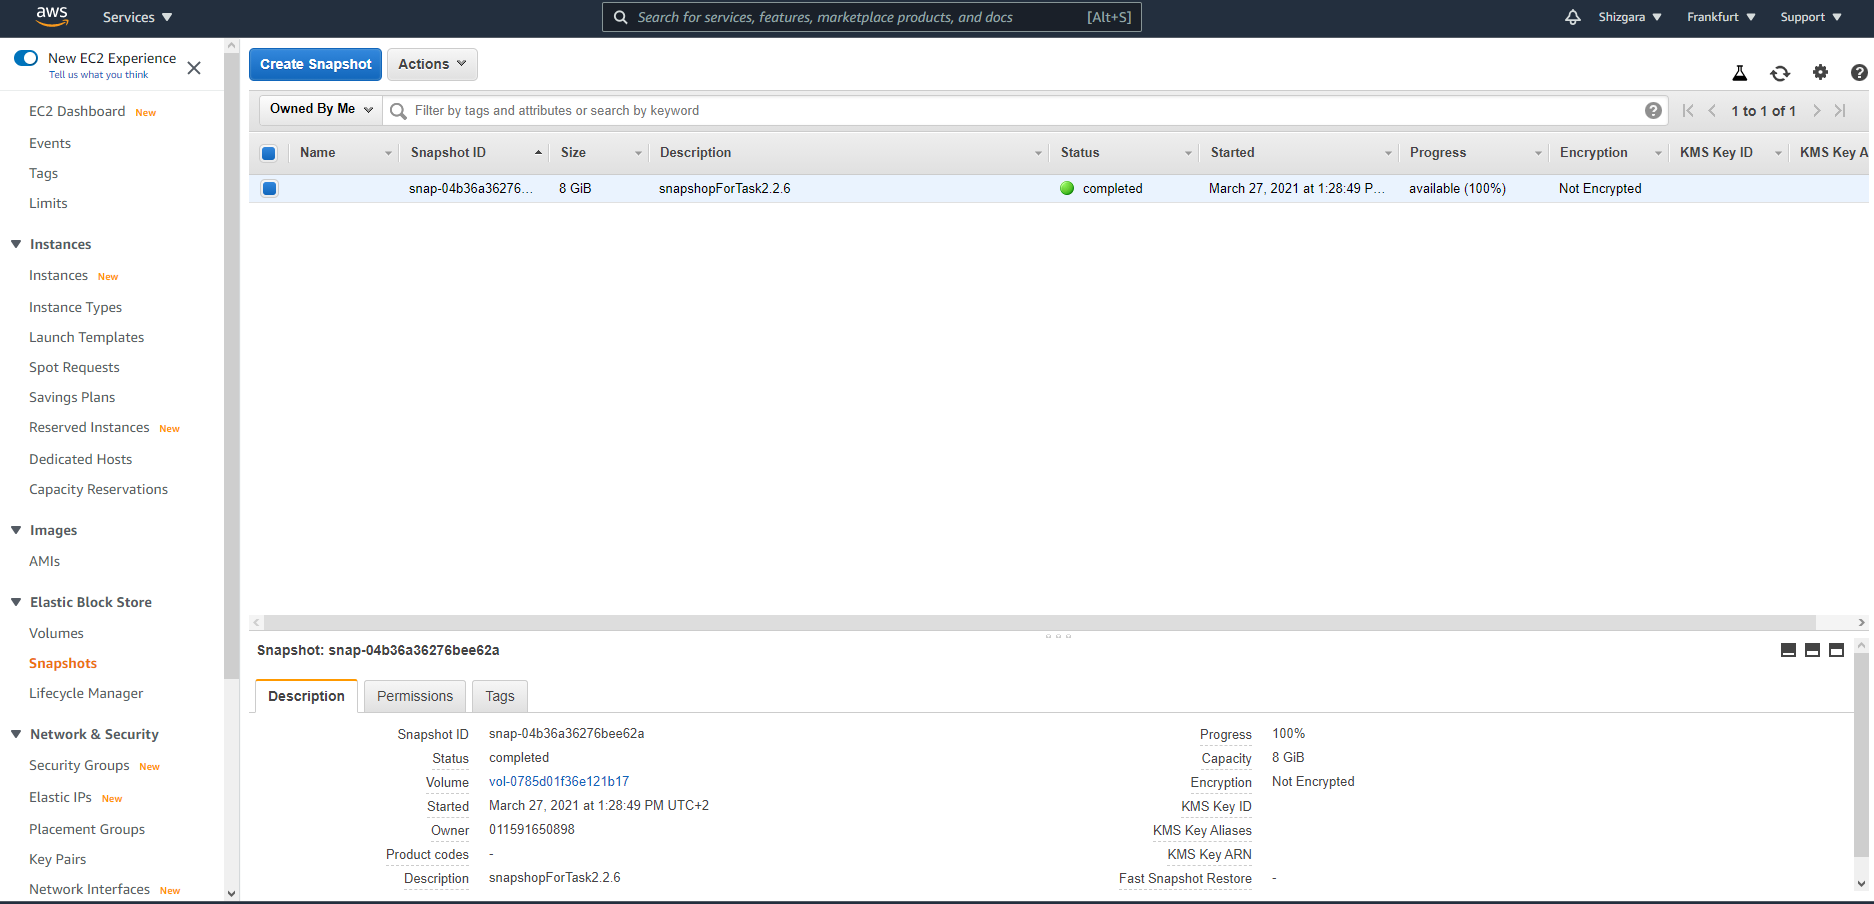 aws Services Search for services, features, marketplace products, and docs [Alt+S] Shizgara Frankfurt Support
New EC2 Experience
Tell us what you think
EC2 Dashboard New
Events
Tags
Limits
Instances
Instances New
Instance Types
Launch Templates
Spot Requests
Savings Plans
Reserved Instances New
Dedicated Hosts
Capacity Reservations
Images
AMIs
Elastic Block Store
Volumes
Snapshots
Lifecycle Manager
Network & Security
Security Groups New
Elastic IPs New
Placement Groups
Key Pairs
Network Interfaces New
Create Snapshot Actions
Owned By Me Filter by tags and attributes or search by keyword 1 to 1 of 1
Name Snapshot ID Size Description Status Started Progress Encryption KMS Key ID KMS Key A
snap-04b36a36276... 8 GiB snapshopForTask2.2.6 completed March 27, 2021 at 1:28:49 P... available (100%) Not Encrypted
Snapshot: snap-04b36a36276bee62a
Description Permissions Tags
Snapshot ID snap-04b36a36276bee62a
Status completed
Volume vol-0785d01f36e121b17
Started March 27, 2021 at 1:28:49 PM UTC+2
Owner 011591650898
Product codes -
Description snapshopForTask2.2.6
Progress 100%
Capacity 8 GiB
Encryption Not Encrypted
KMS Key ID
KMS Key Aliases
KMS Key ARN
Fast Snapshot Restore -